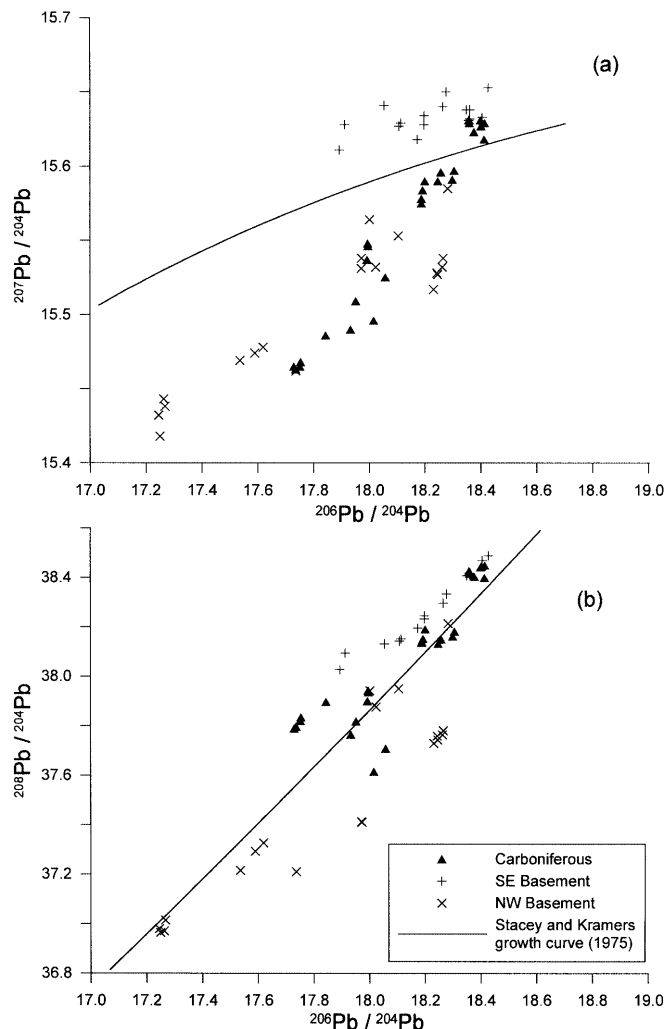 15.7
(a)
15.6
207Pb / 204Pb
15.5
15.4
17.0 17.2 17.4 17.6 17.8 18.0 18.2 18.4 18.6 18.8 19.0
206Pb / 204Pb
38.4
(b)
38.0
208Pb / 204Pb
37.6
37.2
36.8
Carboniferous
SE Basement
NW Basement
Stacey and Kramers
growth curve (1975)
17.0 17.2 17.4 17.6 17.8 18.0 18.2 18.4 18.6 18.8 19.0
206Pb / 204Pb